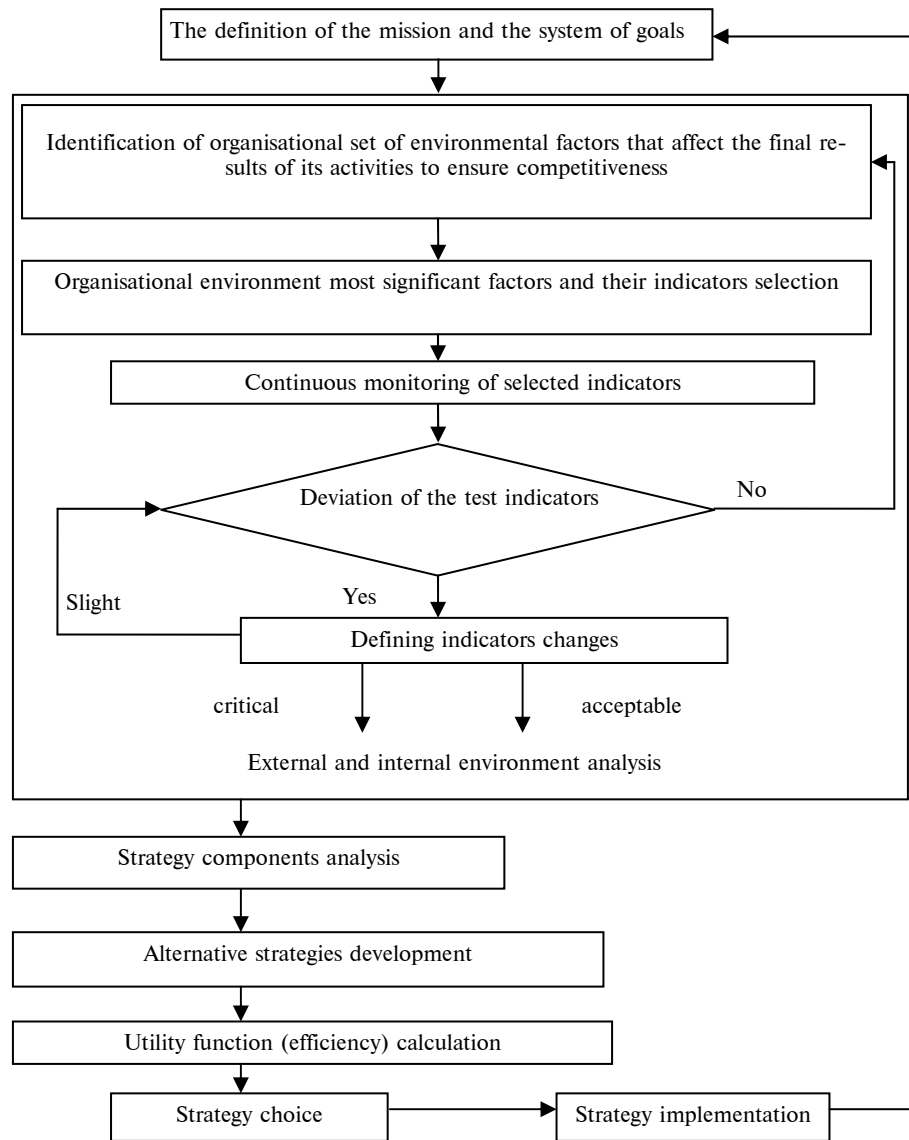 The definition of the mission and the system of goals
Identification of organisational set of environmental factors that affect the final re-
sults of its activities to ensure competitiveness
Organisational environment most significant factors and their indicators selection
Continuous monitoring of selected indicators
Deviation of the test indicators
No
Yes
Slight
Defining indicators changes
critical
acceptable
External and internal environment analysis
Strategy components analysis
Alternative strategies development
Utility function (efficiency) calculation
Strategy choice
Strategy implementation